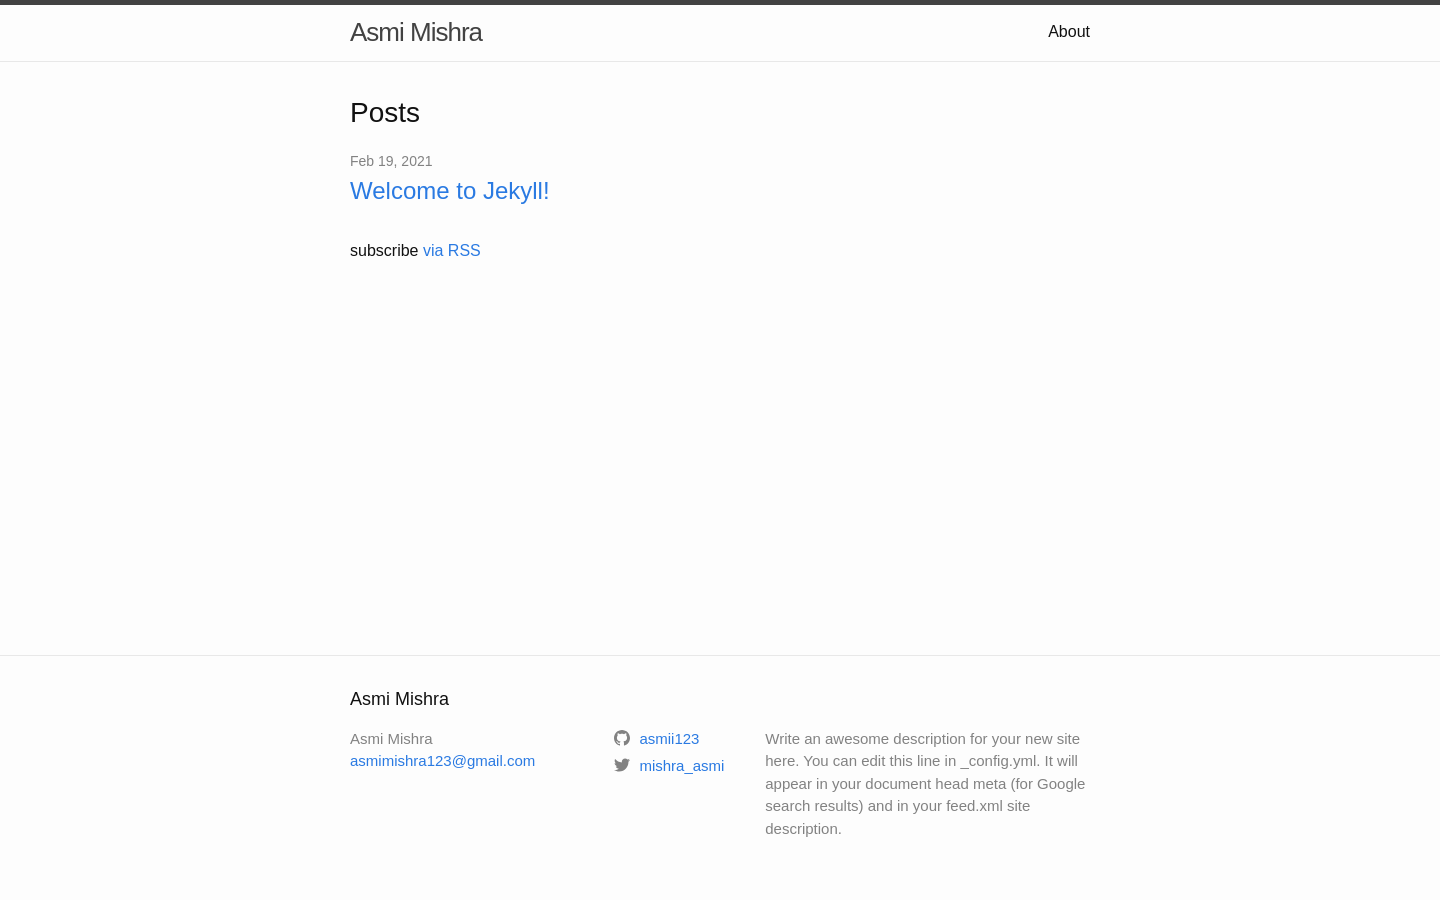 Asmi Mishra
About
Posts
Feb 19, 2021
Welcome to Jekyll!
subscribe via RSS
Asmi Mishra
Asmi Mishra
asmimishra123@gmail.com
asmii123
mishra_asmi
Write an awesome description for your new site
here. You can edit this line in _config.yml. It will
appear in your document head meta (for Google
search results) and in your feed.xml site
description.